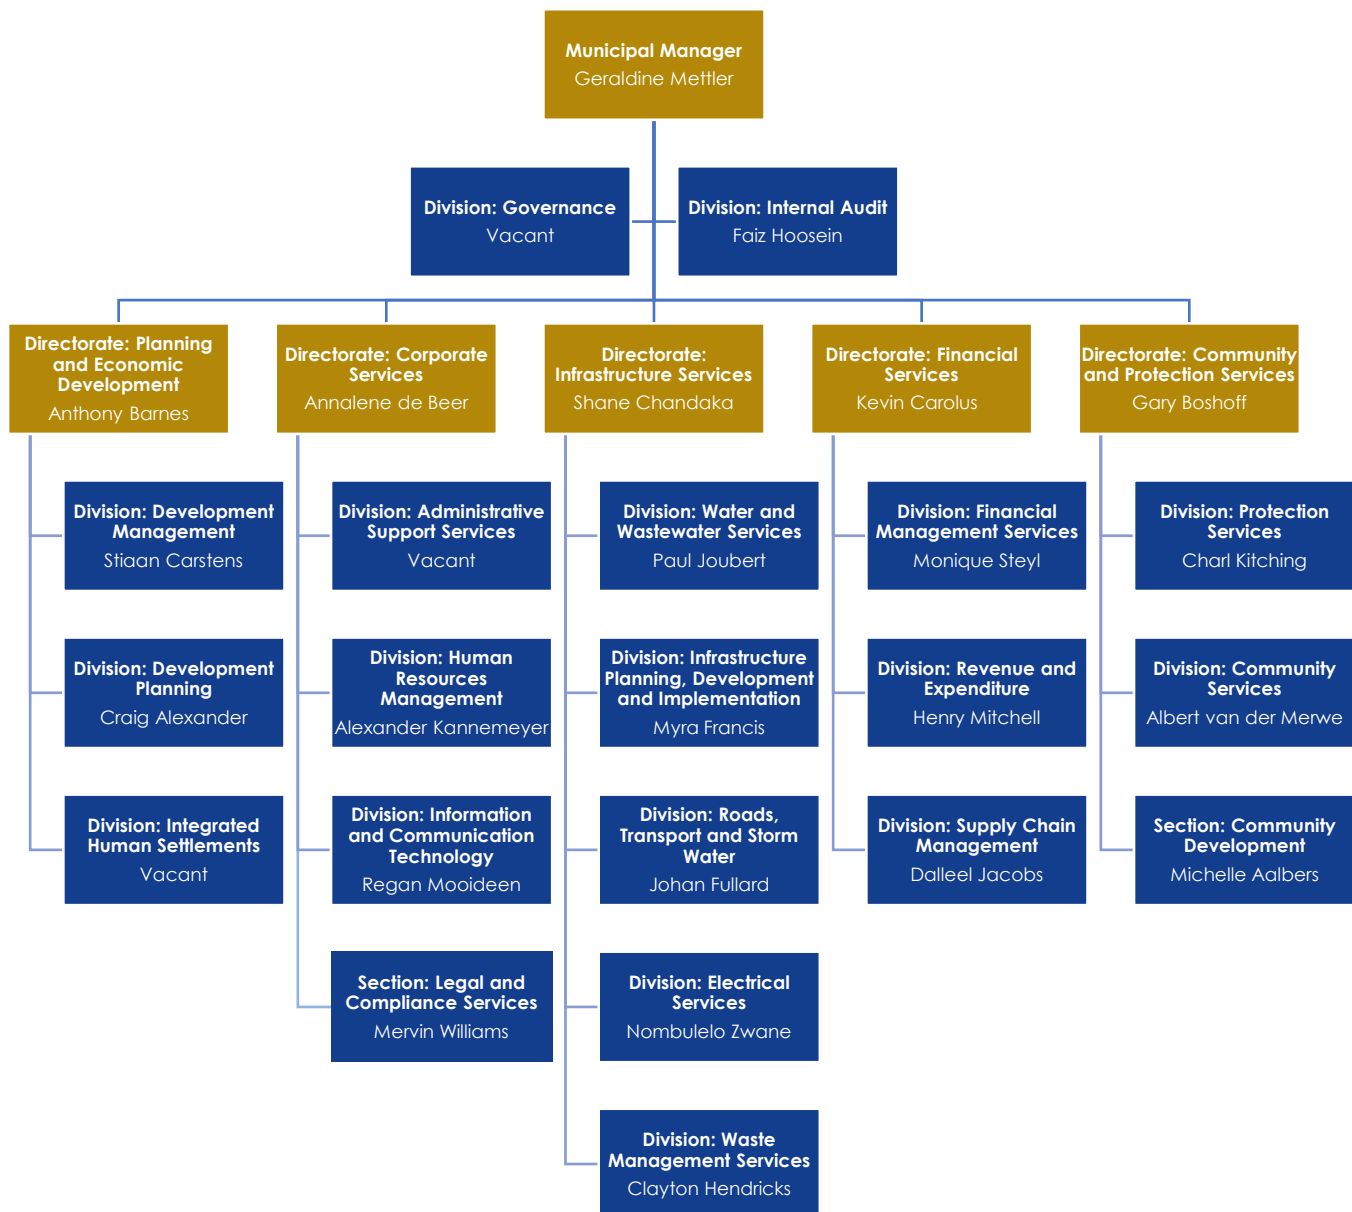 Municipal Manager
Geraldine Mettler
Division: Governance
Vacant
Division: Internal Audit
Faiz Hoosein
Directorate: Planning
and Economic
Development
Anthony Barnes
Directorate: Corporate
Services
Annalene de Beer
Directorate:
Infrastructure Services
Shane Chandaka
Directorate: Financial
Services
Kevin Carolus
Directorate: Community
and Protection Services
Gary Boshoff
Division: Development
Management
Stiaan Carstens
Division: Development
Planning
Craig Alexander
Division: Integrated
Human Settlements
Vacant
Division: Administrative
Support Services
Vacant
Division: Human
Resources
Management
Alexander Kannemeyer
Division: Information
and Communication
Technology
Regan Mooideen
Section: Legal and
Compliance Services
Mervin Williams
Division: Water and
Wastewater Services
Paul Joubert
Division: Infrastructure
Planning, Development
and Implementation
Myra Francis
Division: Roads,
Transport and Storm
Water
Johan Fullard
Division: Electrical
Services
Nombulelo Zwane
Division: Waste
Management Services
Clayton Hendricks
Division: Financial
Management Services
Monique Steyl
Division: Revenue and
Expenditure
Henry Mitchell
Division: Supply Chain
Management
Dalleel Jacobs
Division: Protection
Services
Charl Kitching
Division: Community
Services
Albert van der Merwe
Section: Community
Development
Michelle Aalbers